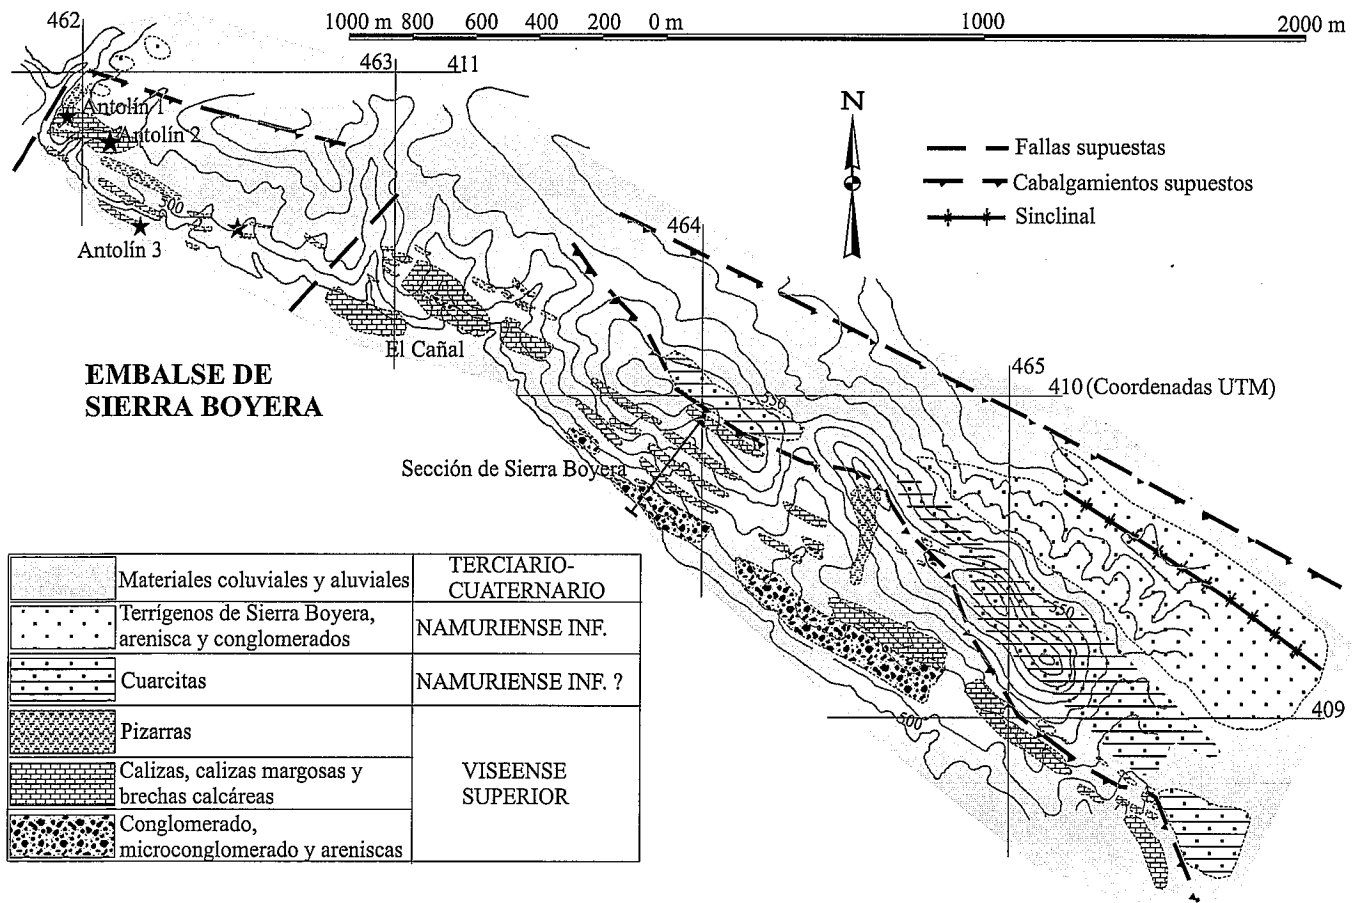 1000 m 800 600 400 200 0 m 1000 2000 m
462
463
411
Antolín 1
Antolín 2
500
Antolín 3
N
Fallas supuestas
Cabalgamientos supuestos
Sinclinal
464
El Cañal
465
410 (Coordenadas UTM)
EMBALSE DE
SIERRA BOYERA
550
Sección de Sierra Boyera
550
409
500
Materiales coluviales y aluviales
TERCIARIO-
CUATERNARIO
Terrígenos de Sierra Boyera,
arenisca y conglomerados
NAMURIENSE INF.
Cuarcitas
NAMURIENSE INF. ?
Pizarras
Calizas, calizas margosas y
brechas calcáreas
VISEENSE
SUPERIOR
Conglomerado,
microconglomerado y areniscas